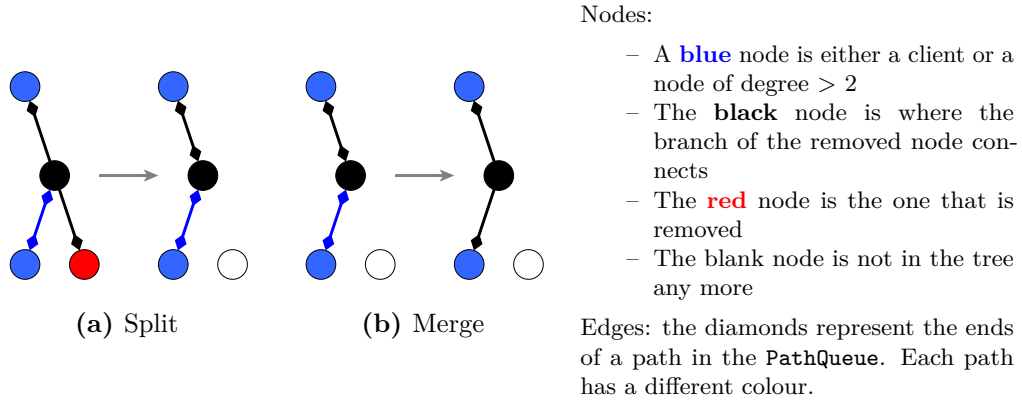 Nodes:
– A blue node is either a client or a
node of degree > 2
– The black node is where the
branch of the removed node con-
nects
– The red node is the one that is
removed
– The blank node is not in the tree
any more
Edges: the diamonds represent the ends
of a path in the PathQueue. Each path
has a different colour.
(a) Split
(b) Merge